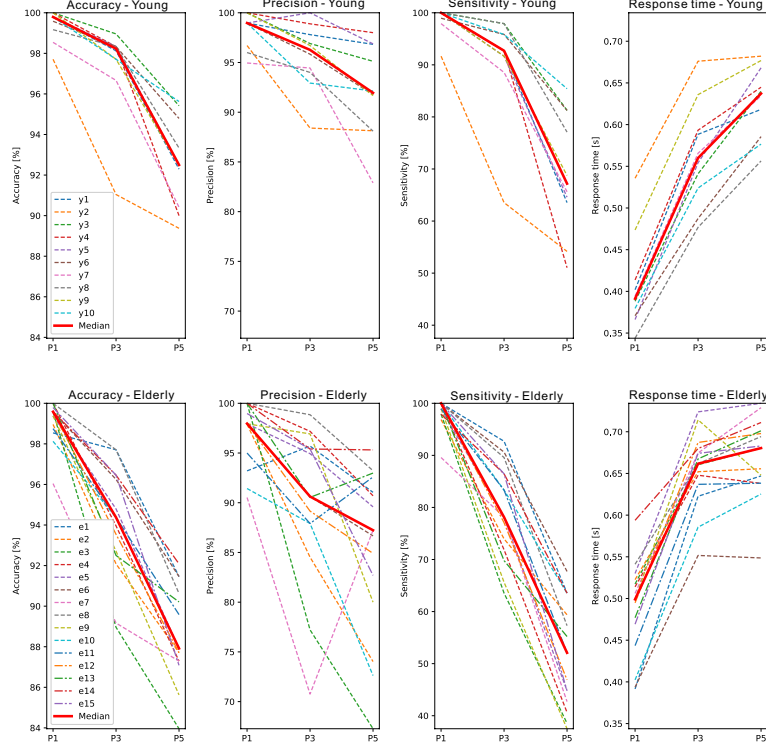 Accuracy - Young
Precision - Young
Sensitivity - Young
Response time - Young
Accuracy [%]
100
98
96
94
92
90
88
86
84
y1
y2
y3
y4
y5
y6
y7
y8
y9
y10
Median
P1 P3 P5
Precision [%]
100
95
90
85
80
75
70
P1 P3 P5
Sensitivity [%]
100
90
80
70
60
50
40
P1 P3 P5
Response time [s]
0.70
0.65
0.60
0.55
0.50
0.45
0.40
0.35
P1 P3 P5
Accuracy - Elderly
Precision - Elderly
Sensitivity - Elderly
Response time - Elderly
Accuracy [%]
100
98
96
94
92
90
88
86
84
e1
e2
e3
e4
e5
e6
e7
e8
e9
e10
e11
e12
e13
e14
e15
Median
P1 P3 P5
Precision [%]
100
95
90
85
80
75
70
P1 P3 P5
Sensitivity [%]
100
90
80
70
60
50
40
P1 P3 P5
Response time [s]
0.70
0.65
0.60
0.55
0.50
0.45
0.40
0.35
P1 P3 P5